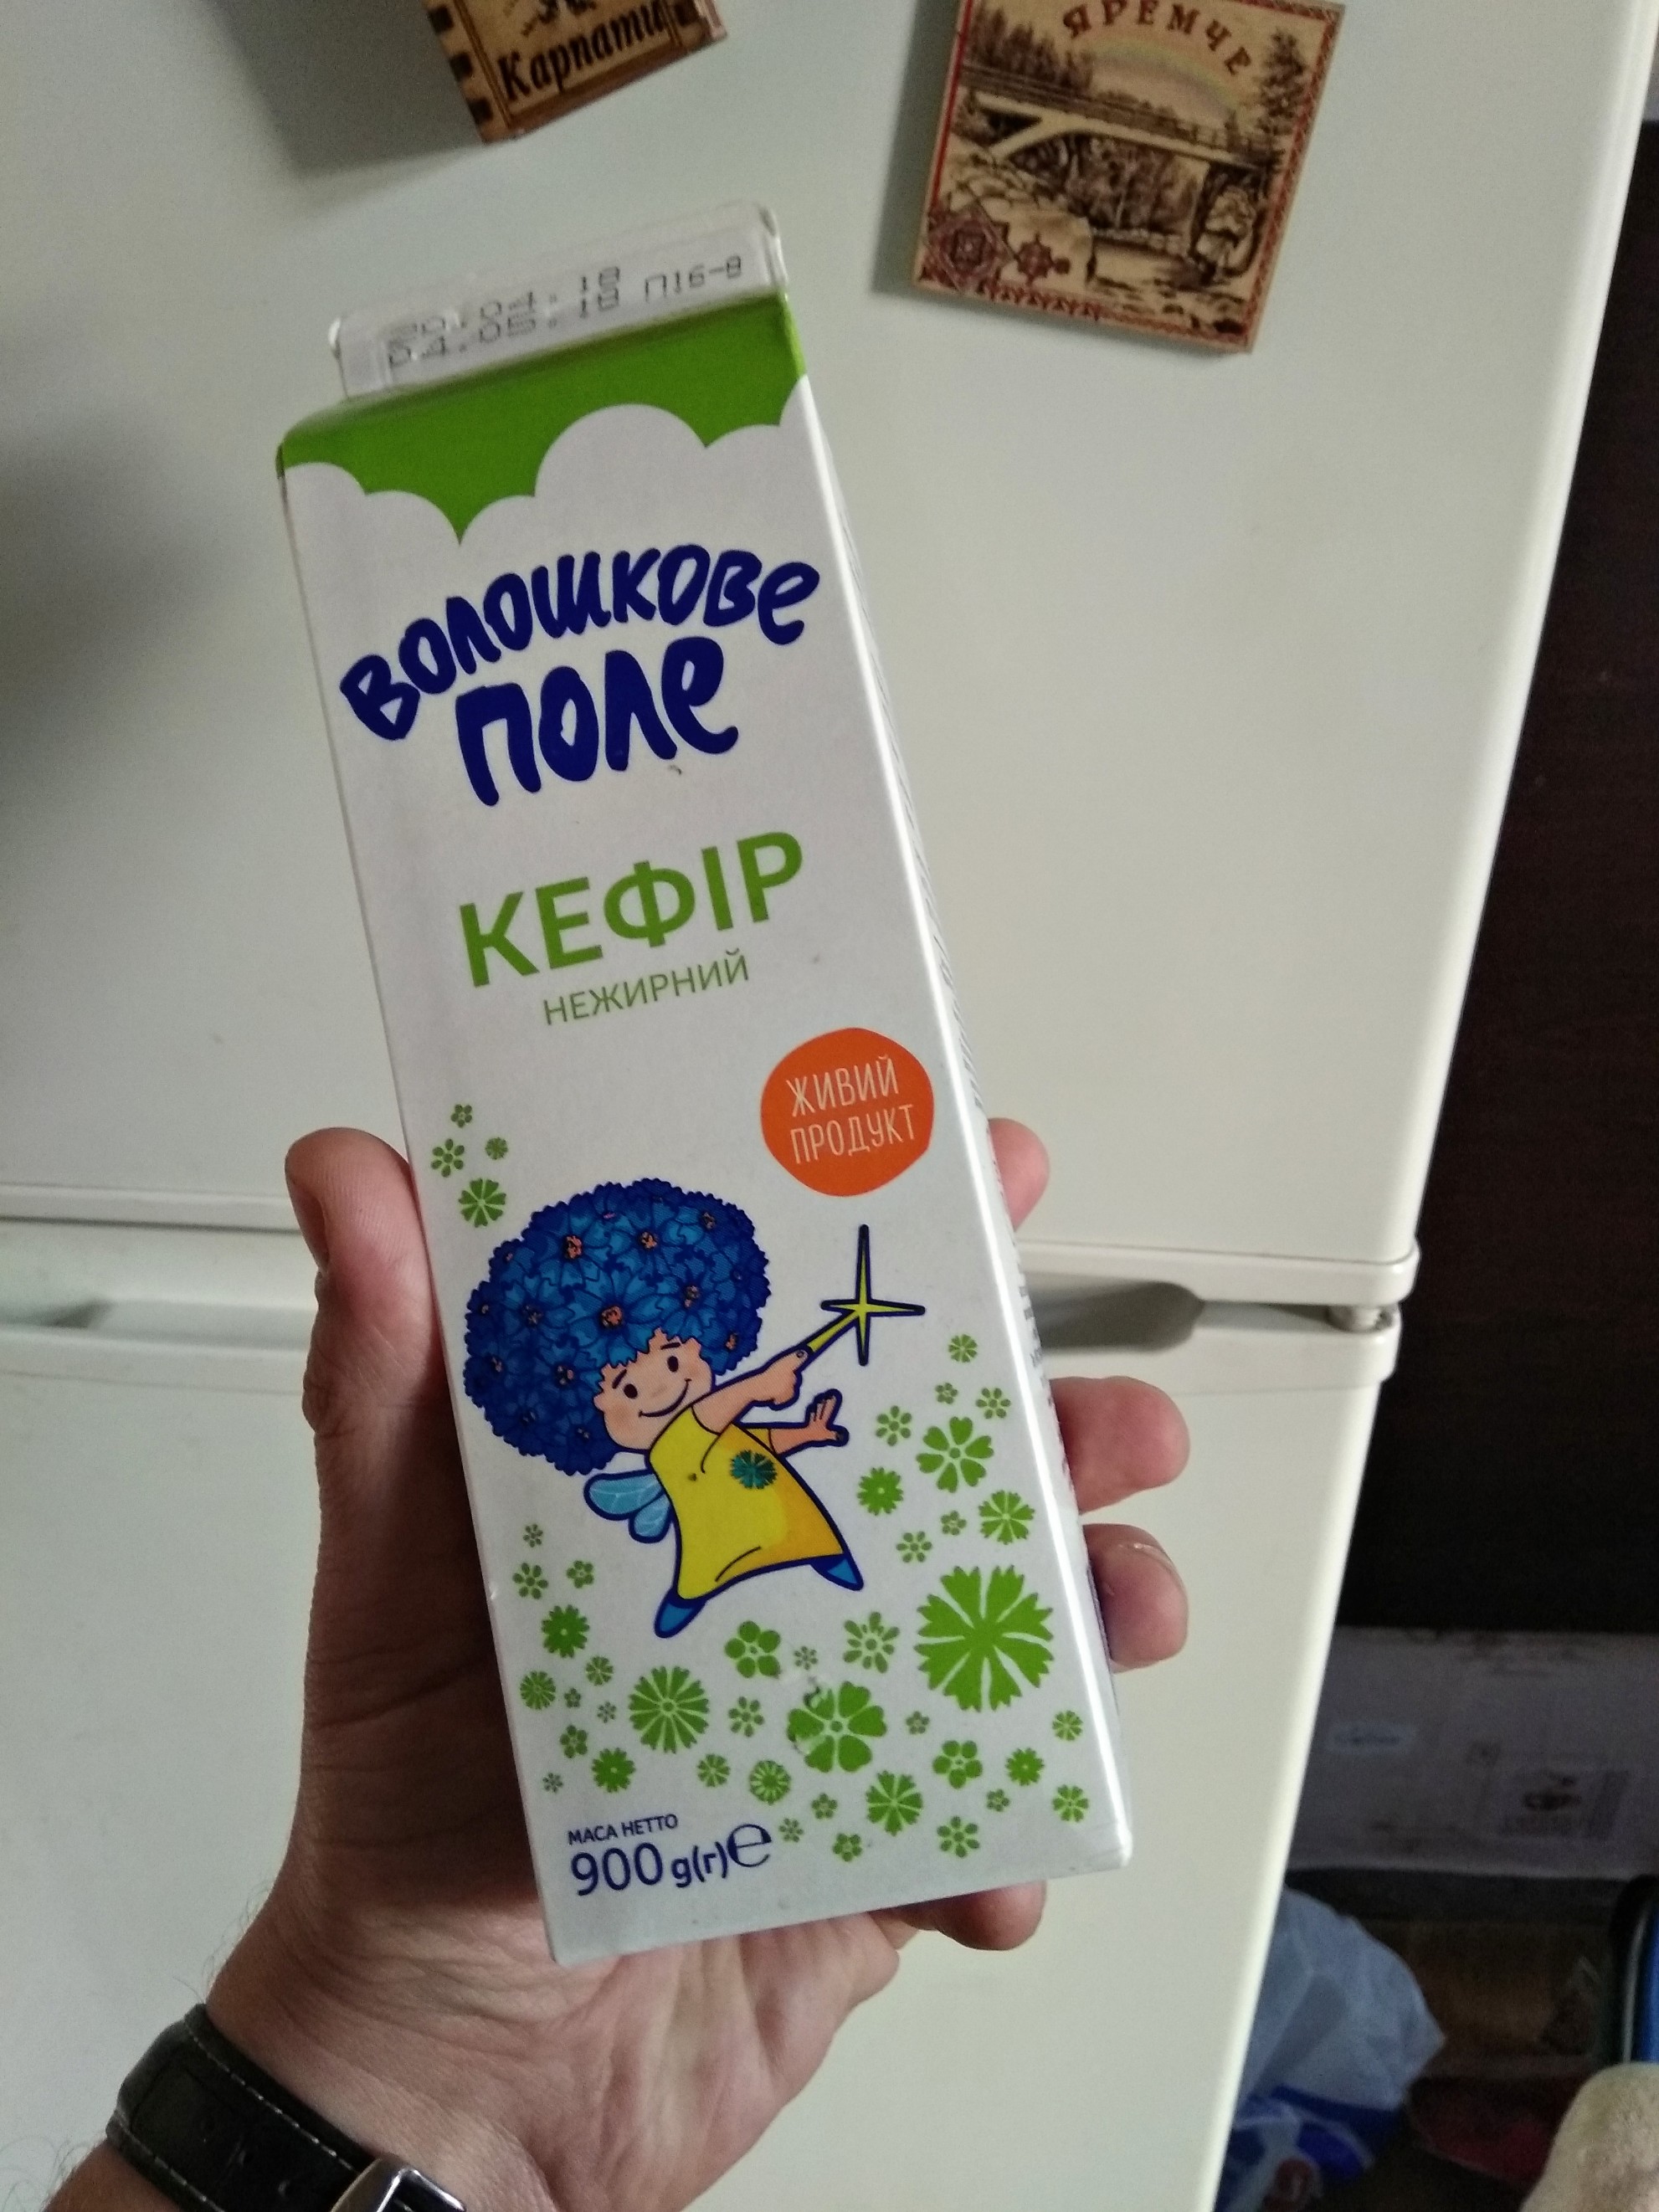 Карпати
ЯРЕМЧЕ
20.04.18
04.05.18 П16-8
ВОЛОШКОВЕ
ПОЛЕ
КЕФІР
НЕЖИРНИЙ
ЖИВИЙ
ПРОДУКТ
МАСА НЕТТО
900 g(г)℮